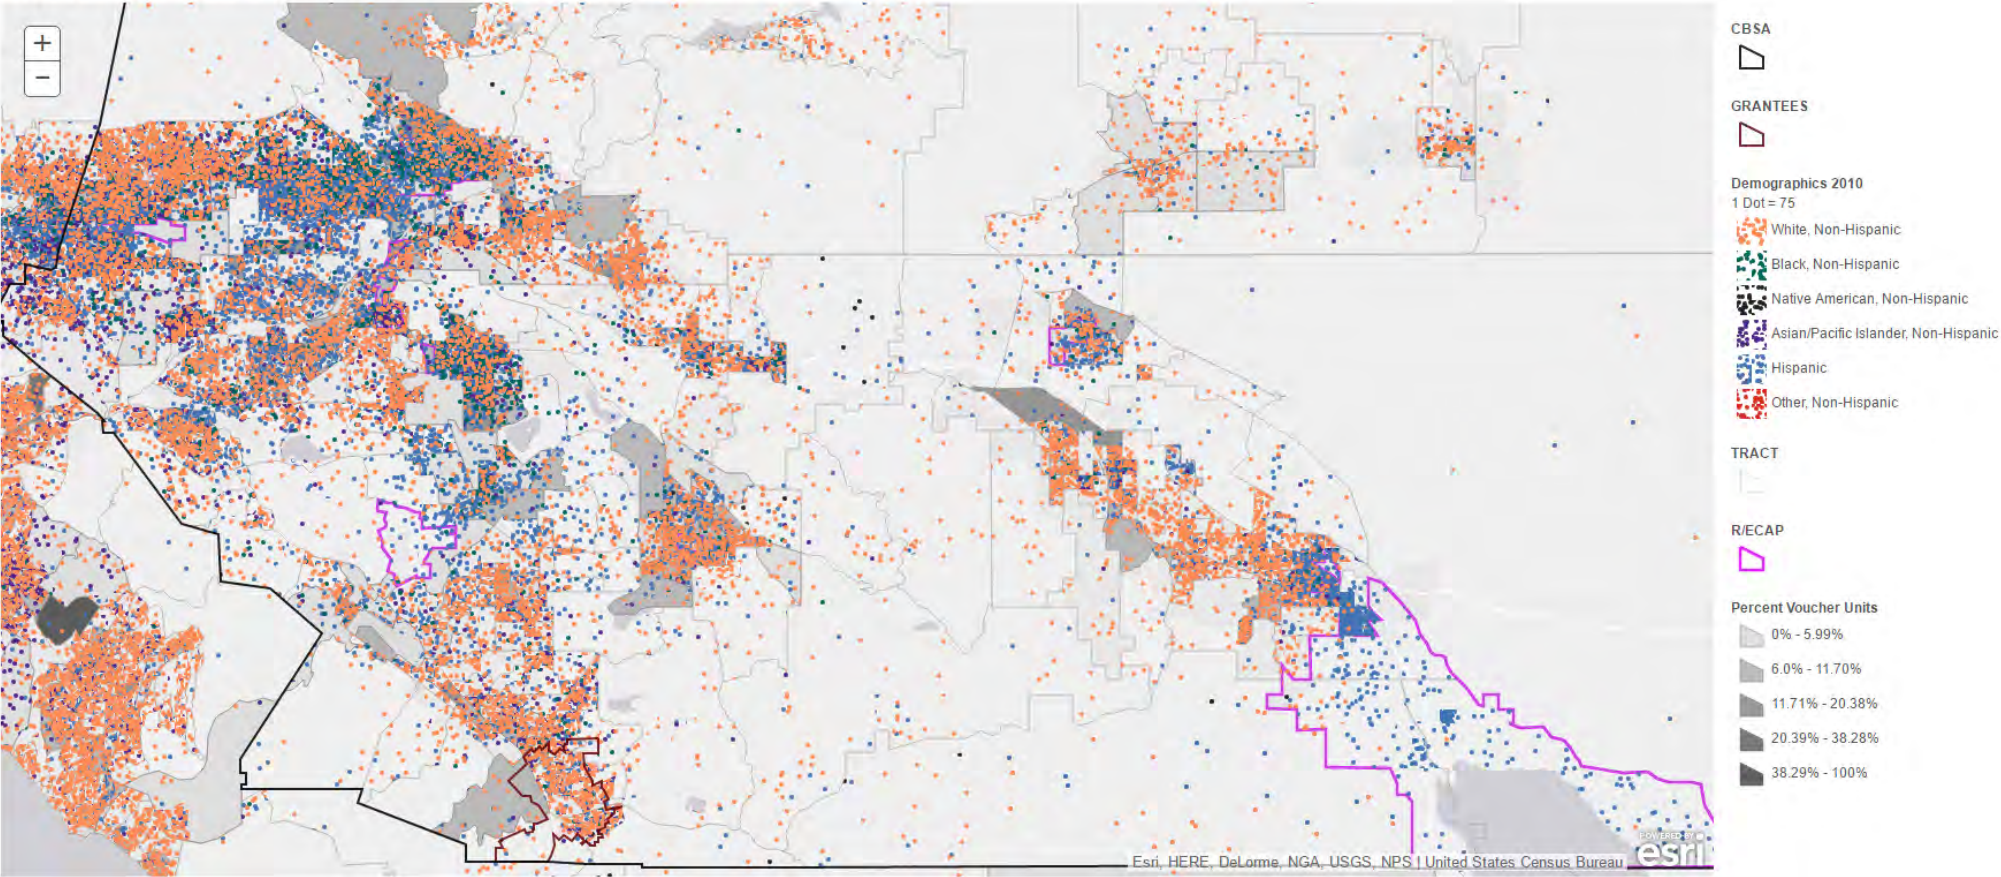 +
−
CBSA
GRANTEES
Demographics 2010
1 Dot = 75
White, Non-Hispanic
Black, Non-Hispanic
Native American, Non-Hispanic
Asian/Pacific Islander, Non-Hispanic
Hispanic
Other, Non-Hispanic
TRACT
R/ECAP
Percent Voucher Units
0% - 5.99%
6.0% - 11.70%
11.71% - 20.38%
20.39% - 38.28%
38.29% - 100%
POWERED BY
esri
Esri, HERE, DeLorme, NGA, USGS, NPS | United States Census Bureau